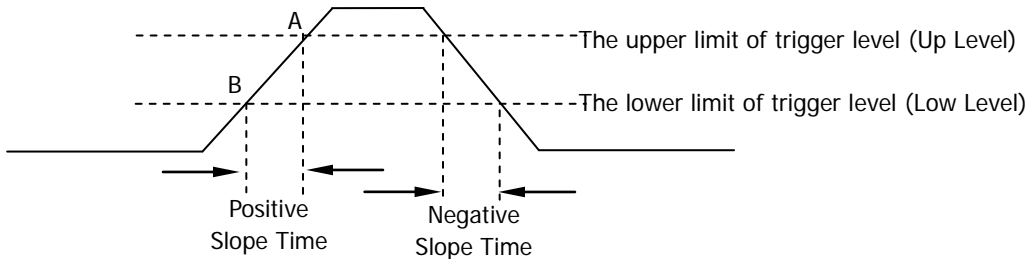 A
The upper limit of trigger level (Up Level)
B
The lower limit of trigger level (Low Level)
Positive
Slope Time
Negative
Slope Time